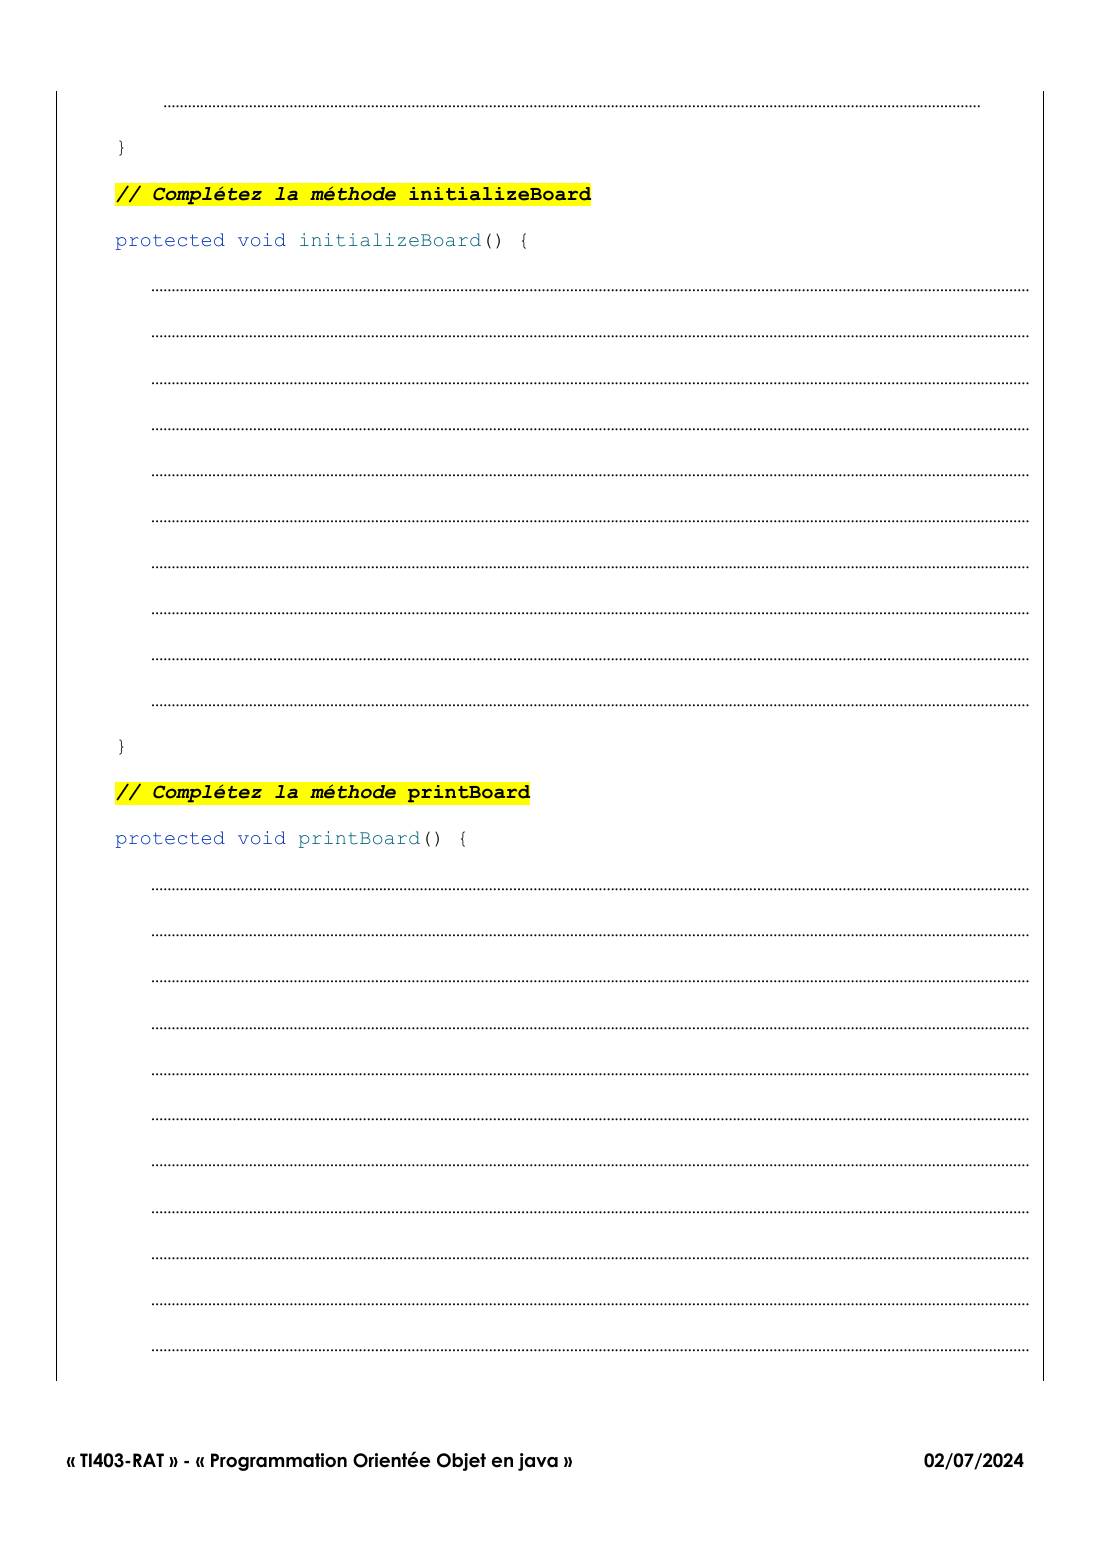 }
// Complétez la méthode initializeBoard
protected void initializeBoard() {
}
// Complétez la méthode printBoard
protected void printBoard() {
« TI403-RAT » - « Programmation Orientée Objet en java » 02/07/2024